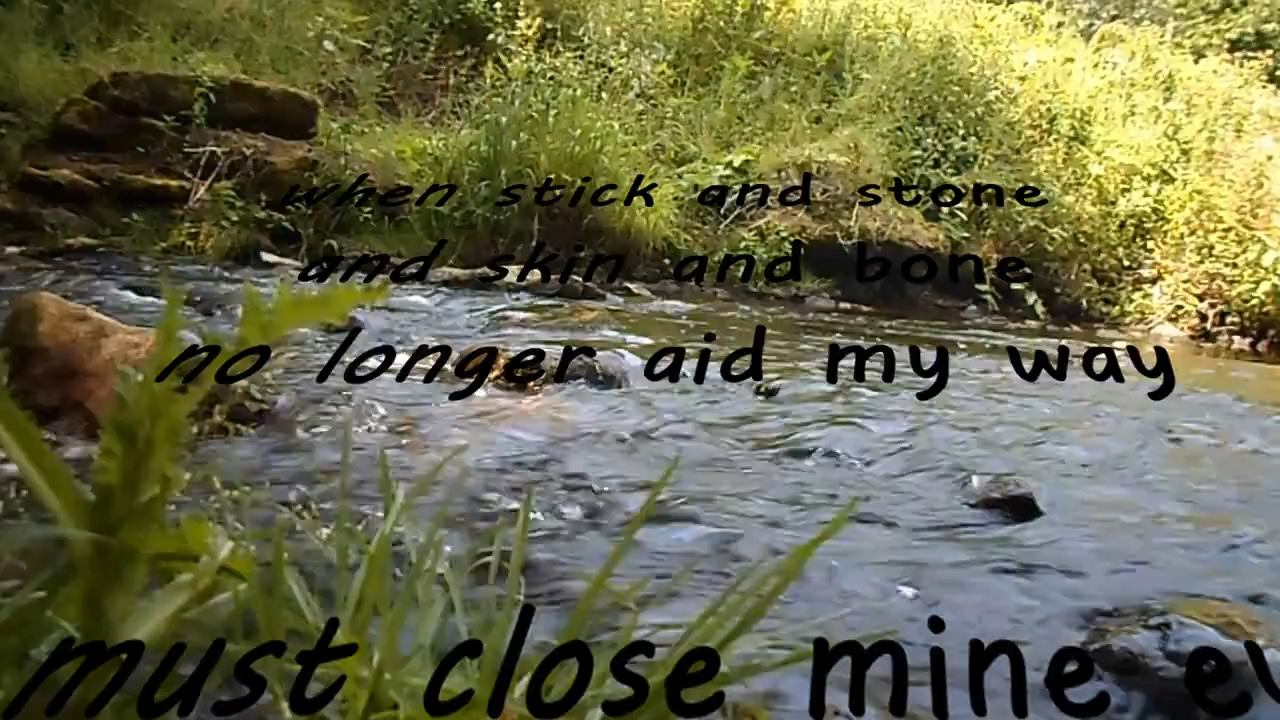 when stick and stone
and skin and bone
no longer aid my way
must close mine